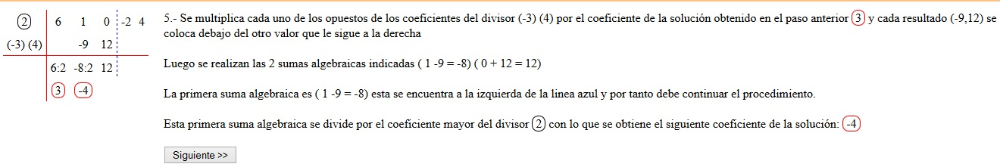 2 6 1 0 -2 4
(-3) (4) -9 12
6:2 -8:2 12
3 -4
5.- Se multiplica cada uno de los opuestos de los coeficientes del divisor (-3) (4) por el coeficiente de la solución obtenido en el paso anterior 3 y cada resultado (-9,12) se
coloca debajo del otro valor que le sigue a la derecha
Luego se realizan las 2 sumas algebraicas indicadas ( 1 -9 = -8) ( 0 + 12 = 12)
La primera suma algebraica es ( 1 -9 = -8) esta se encuentra a la izquierda de la linea azul y por tanto debe continuar el procedimiento.
Esta primera suma algebraica se divide por el coeficiente mayor del divisor 2 con lo que se obtiene el siguiente coeficiente de la solución: -4
Siguiente >>